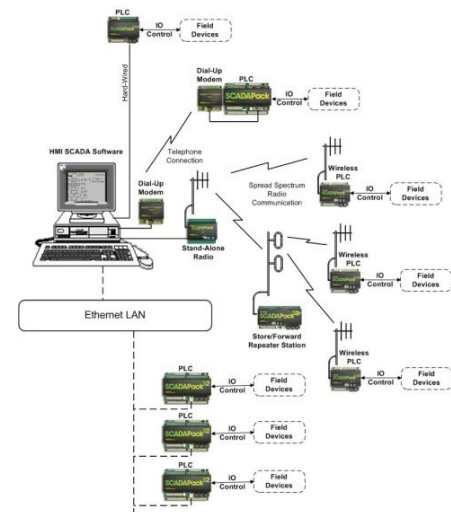 PLC
IO
Control
Field
Devices
Hard-Wired
Dial-Up
Modem
PLC
SCADAPack
IO
Control
Field
Devices
HMI SCADA Software
Telephone
Connection
Dial-Up
Modem
Stand-Alone
Radio
Spread Spectrum
Radio
Communication
Wireless
PLC
IO
Control
Field
Devices
Wireless
PLC
IO
Control
Field
Devices
Ethernet LAN
SCADAPack
Store/Forward
Repeater Station
Wireless
PLC
IO
Control
Field
Devices
PLC
SCADAPack
IO
Control
Field
Devices
PLC
SCADAPack
IO
Control
Field
Devices
PLC
SCADAPack
IO
Control
Field
Devices